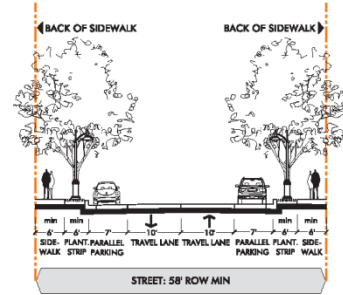 BACK OF SIDEWALK BACK OF SIDEWALK
min min min min
6' 6' 7' 10' 10' 7' 6' 6'
SIDE- PLANT. PARALLEL TRAVEL LANE TRAVEL LANE PARALLEL PLANT. SIDE-
WALK STRIP PARKING PARKING STRIP WALK
STREET: 58' ROW MIN